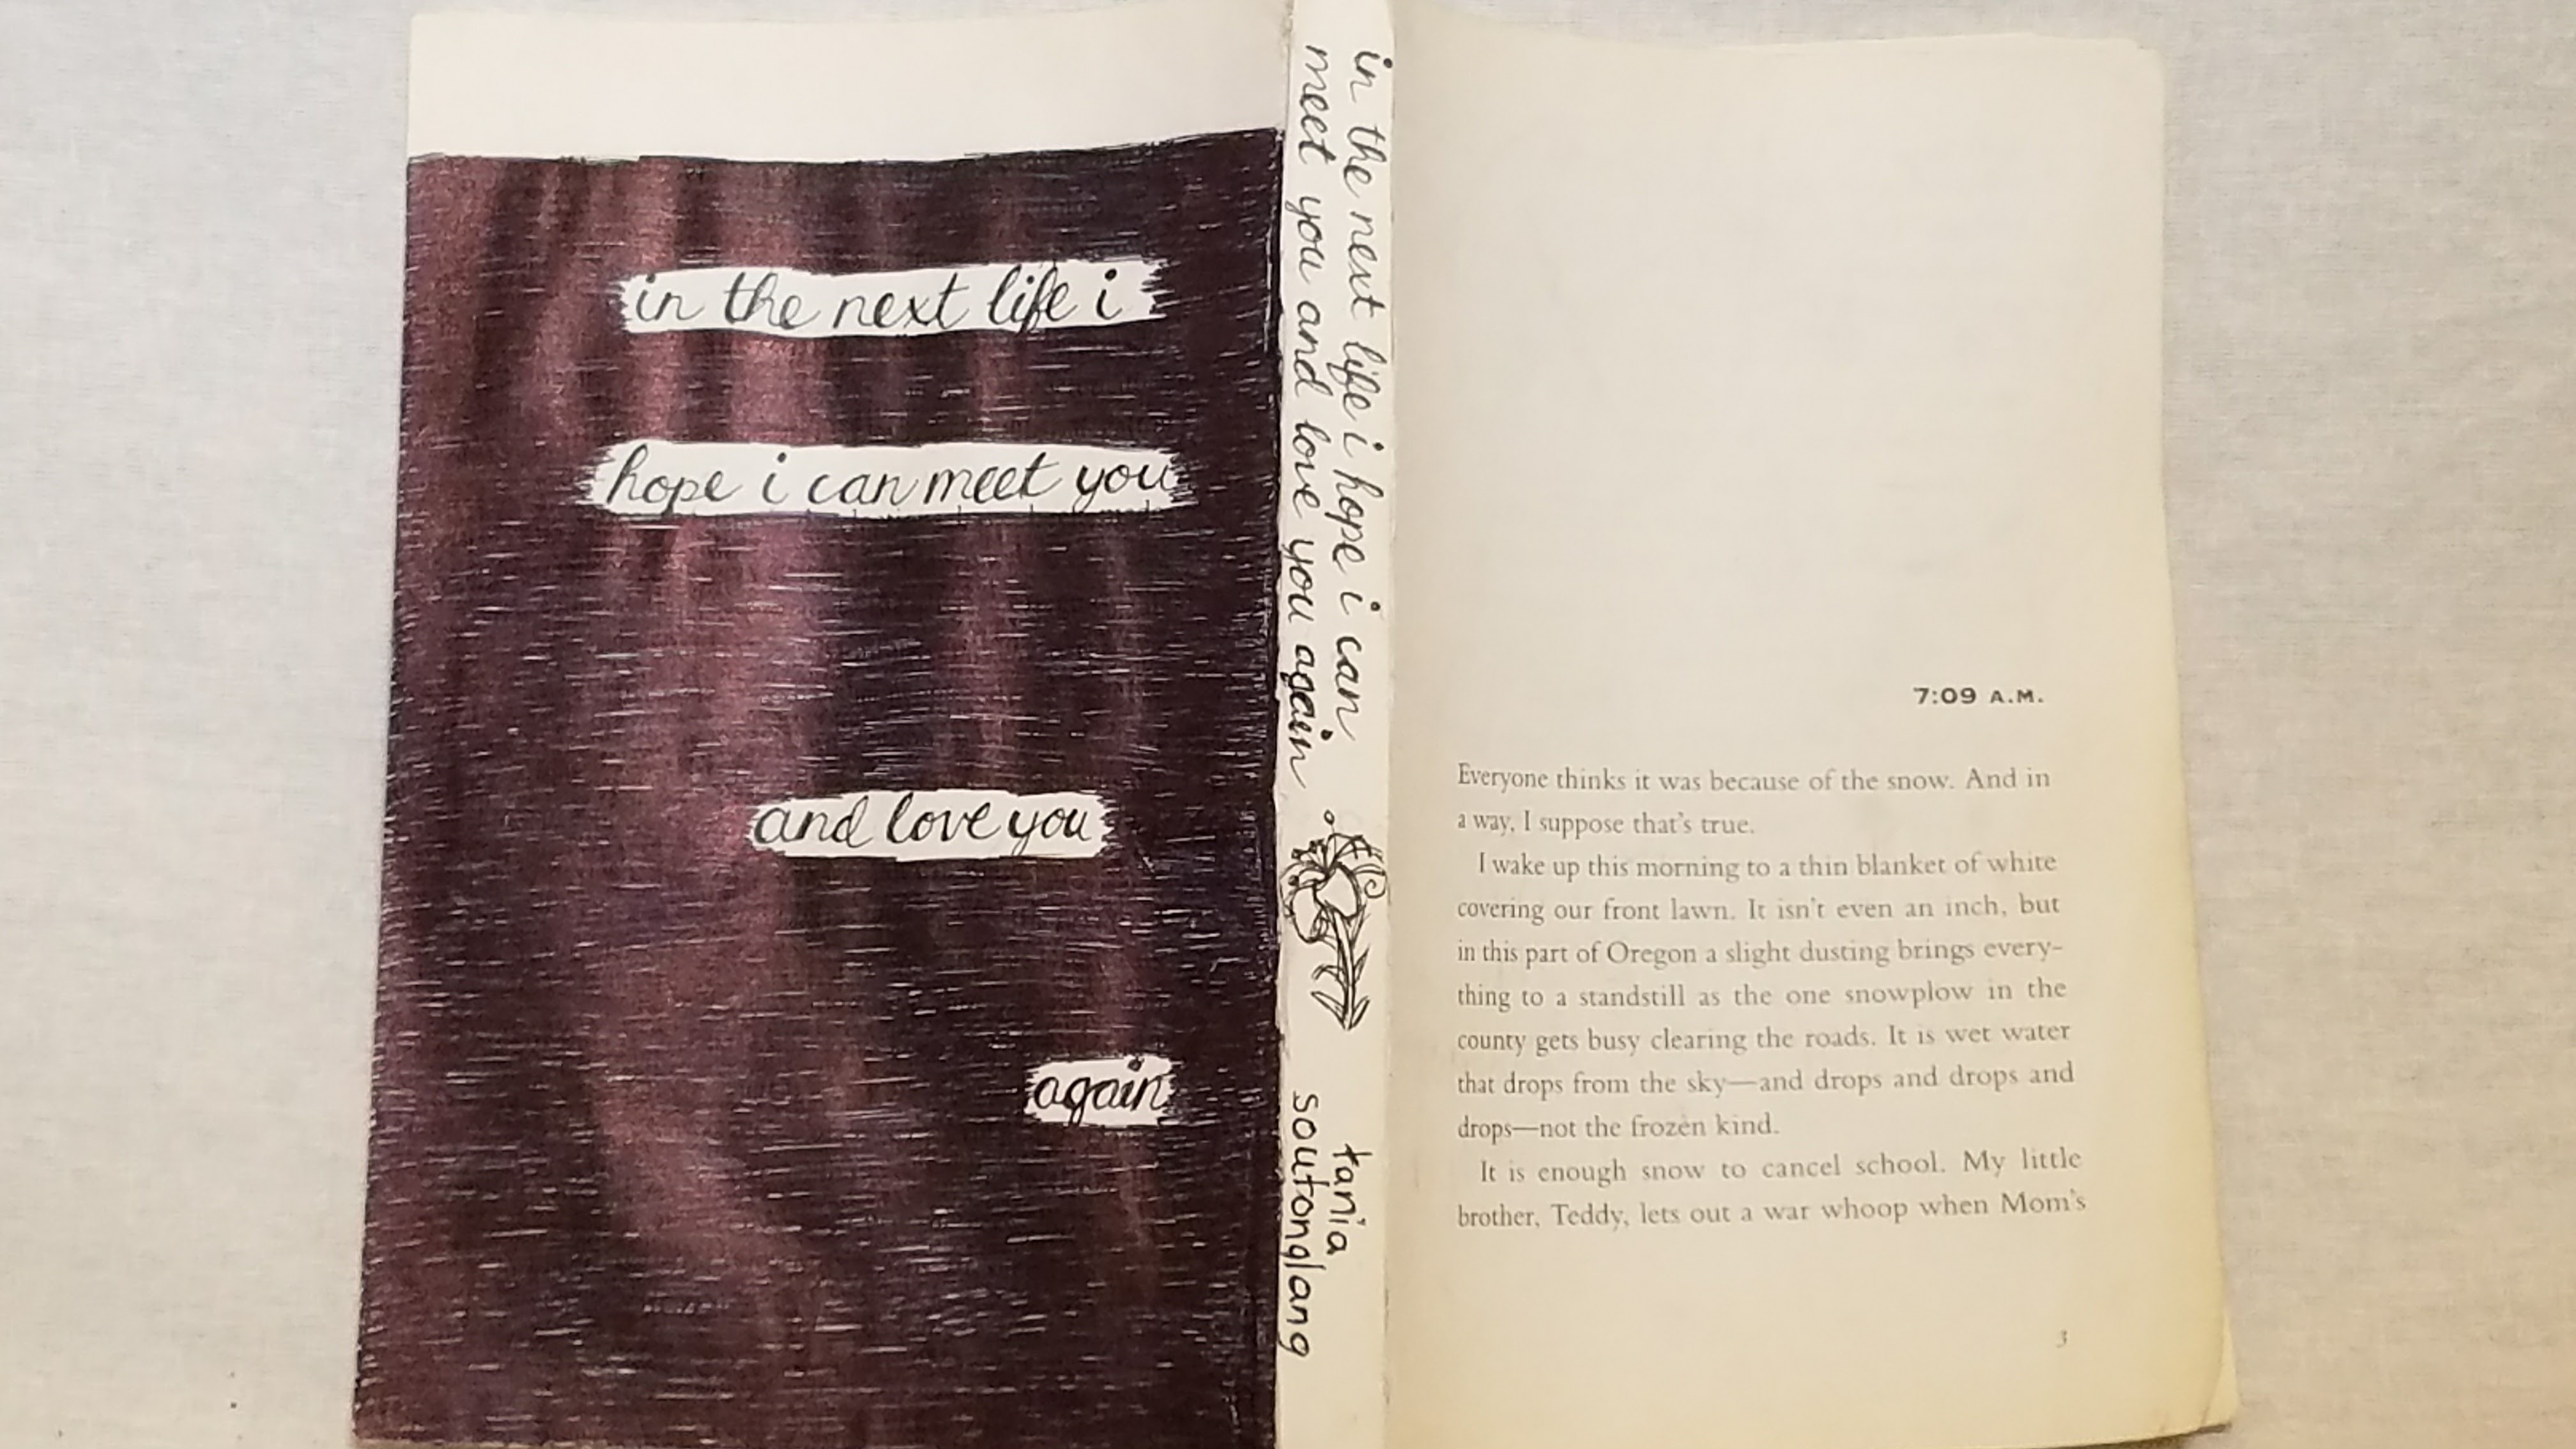 in the next life i
hope i can meet you
and love you
again
in the next life i hope i can
meet you and love you again
tania
soutonglang
7:09 A.M.
Everyone thinks it was because of the snow. And in
a way, I suppose that's true.
I wake up this morning to a thin blanket of white
covering our front lawn. It isn't even an inch, but
in this part of Oregon a slight dusting brings every-
thing to a standstill as the one snowplow in the
county gets busy clearing the roads. It is wet water
that drops from the sky—and drops and drops and
drops—not the frozen kind.
It is enough snow to cancel school. My little
brother, Teddy, lets out a war whoop when Mom's
3